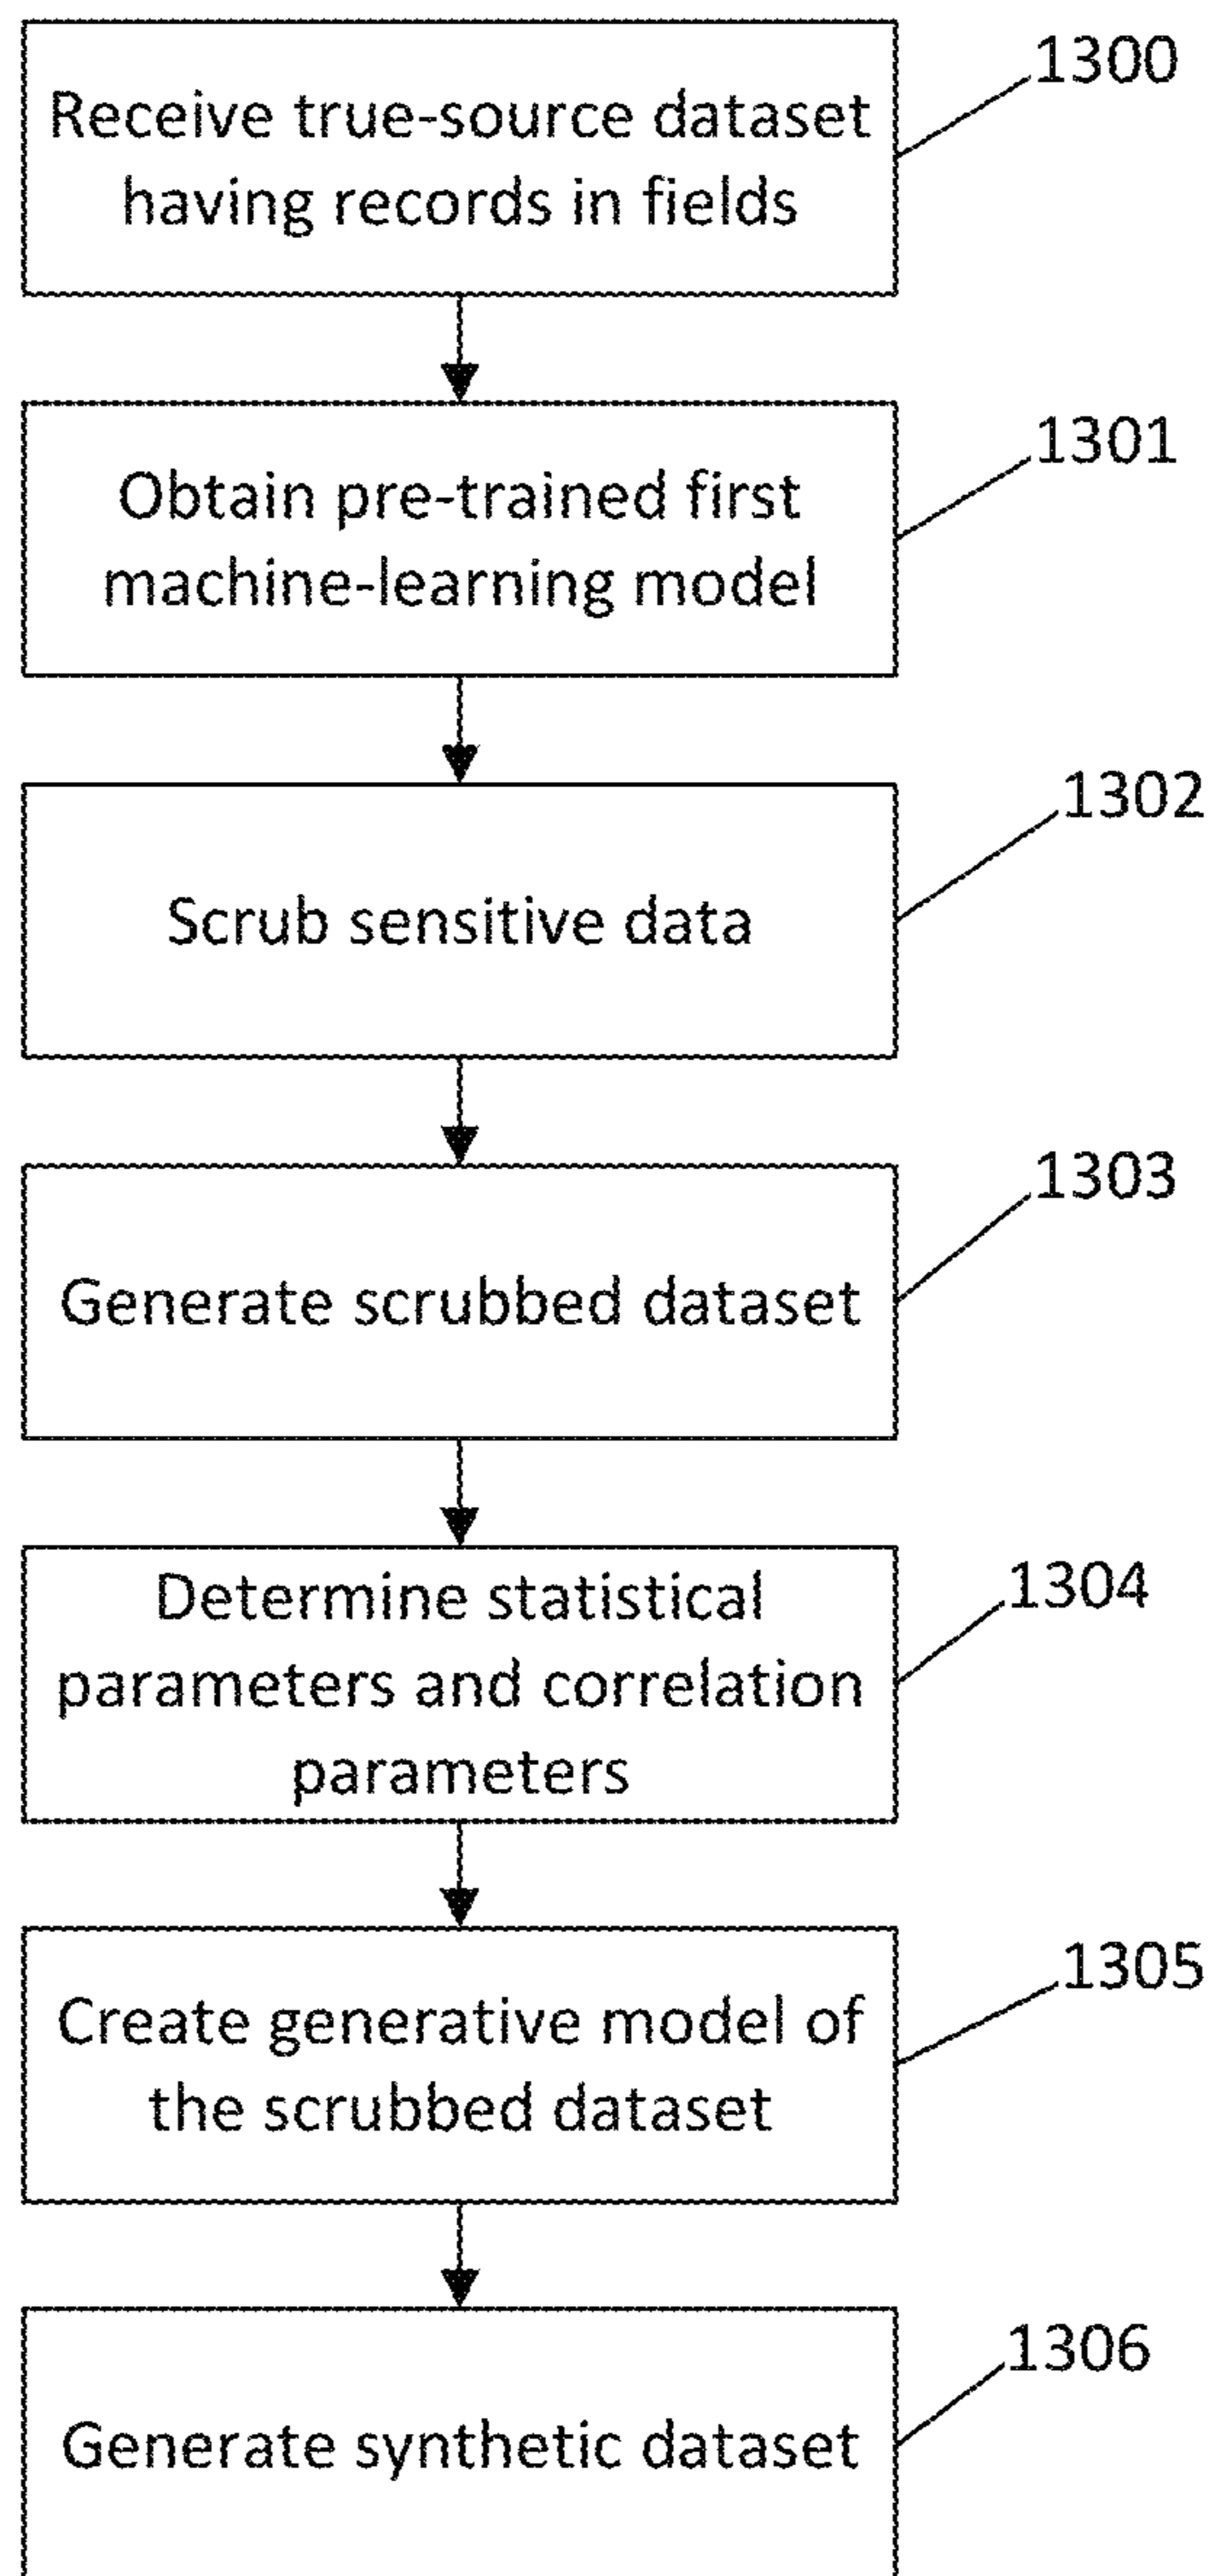 1300
Receive true-source dataset
having records in fields
1301
Obtain pre-trained first
machine-learning model
1302
Scrub sensitive data
1303
Generate scrubbed dataset
1304
Determine statistical
parameters and correlation
parameters
1305
Create generative model of
the scrubbed dataset
1306
Generate synthetic dataset